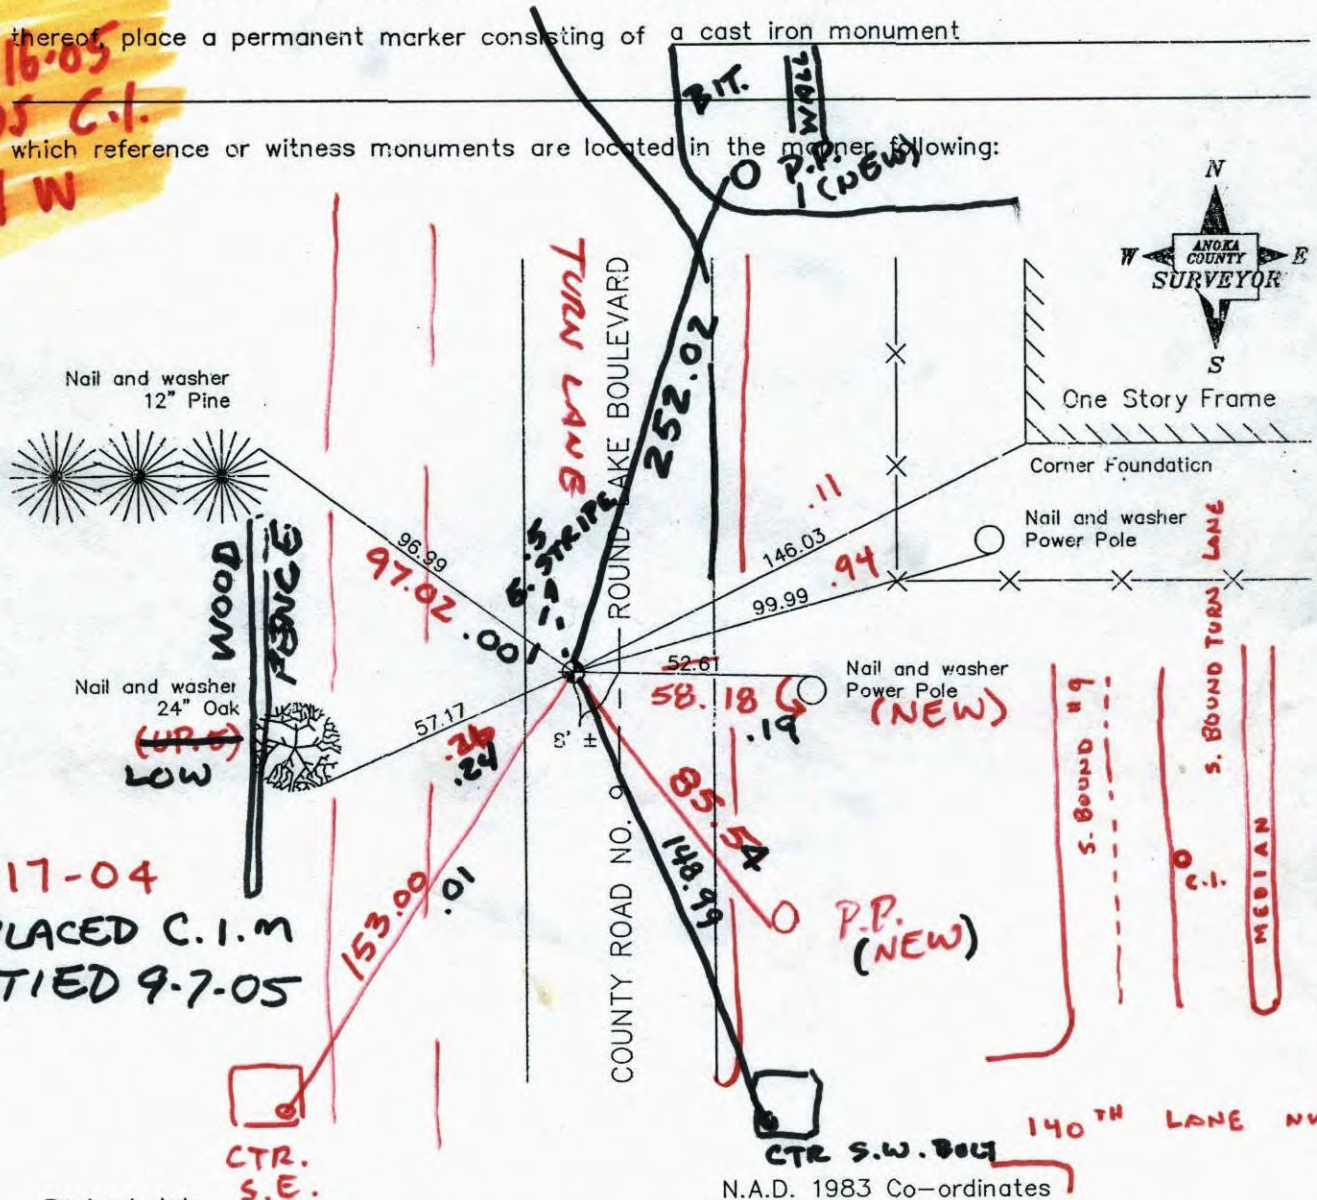 thereof, place a permanent marker consisting of a cast iron monument
16-05
C.I.
which reference or witness monuments are located in the manner following:
W
BIT.
WALL
P.P.
(NEW)
N
W ANOKA COUNTY E
SURVEYOR
S
TURN LANE
ROUND LAKE BOULEVARD
252.02
Nail and washer
12" Pine
One Story Frame
Corner Foundation
.11
146.03
Nail and washer
Power Pole
.94
99.99
96.99
97.02
.001
.5
E. STRIPE
WOOD
FENCE
S. BOUND TURN LANE
52.61
58.18
.19
Nail and washer
Power Pole
(NEW)
Nail and washer
24" Oak
(UP.E)
LOW
57.17
.26
.24
8'. ±
S. BOUND #9
C.I.
MEDIAN
85.54
148.99
COUNTY ROAD NO. 9
P.P.
(NEW)
17-04
PLACED C.I.M
TIED 9-7-05
153.00
.01
CTR.
S.E.
CTR S.W. BOLT
140TH LANE
N.A.D. 1983 Co-ordinates